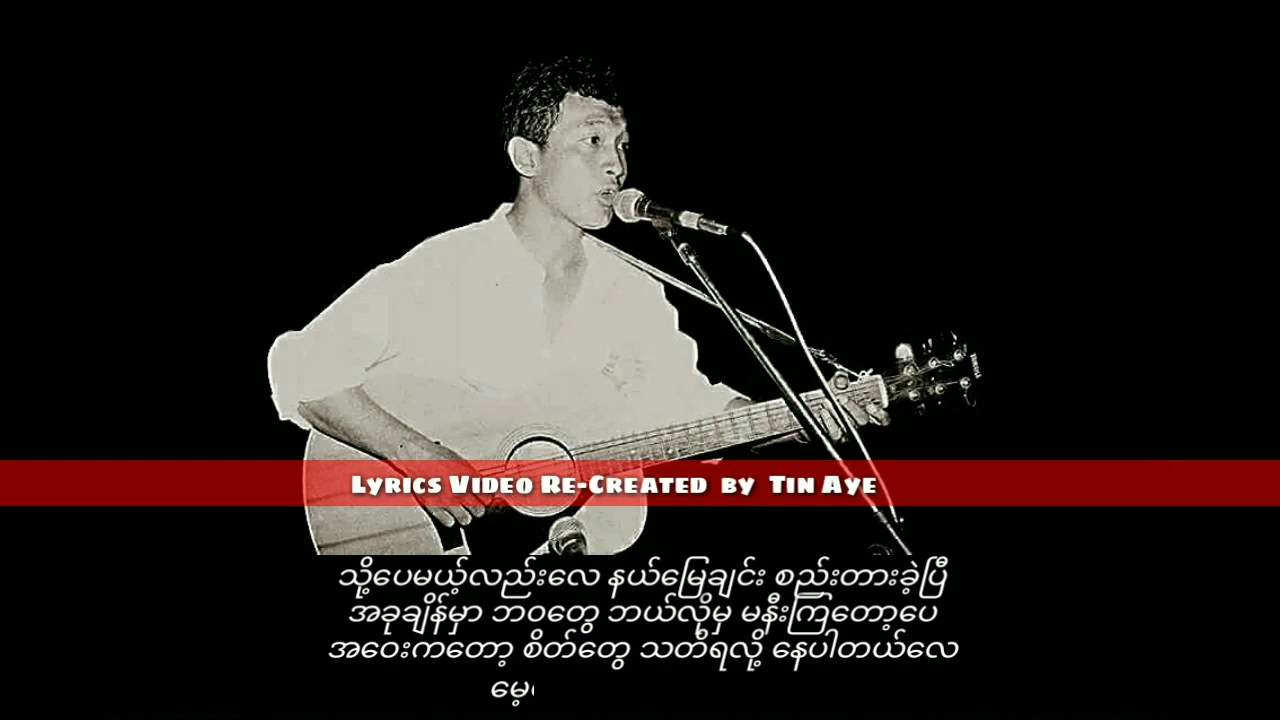 Lyrics Video Re-Created by Tin Aye
သို့ပေမယ့်လည်းလေ နယ်မြေချင်း စည်းတားခဲ့ပြီ
အခုချိန်မှာ ဘဝတွေ ဘယ်လိုမှ မနီးကြတော့ပေ
အဝေးကတော့ စိတ်တွေ သတိရလို့ နေပါတယ်လေ
မေ့